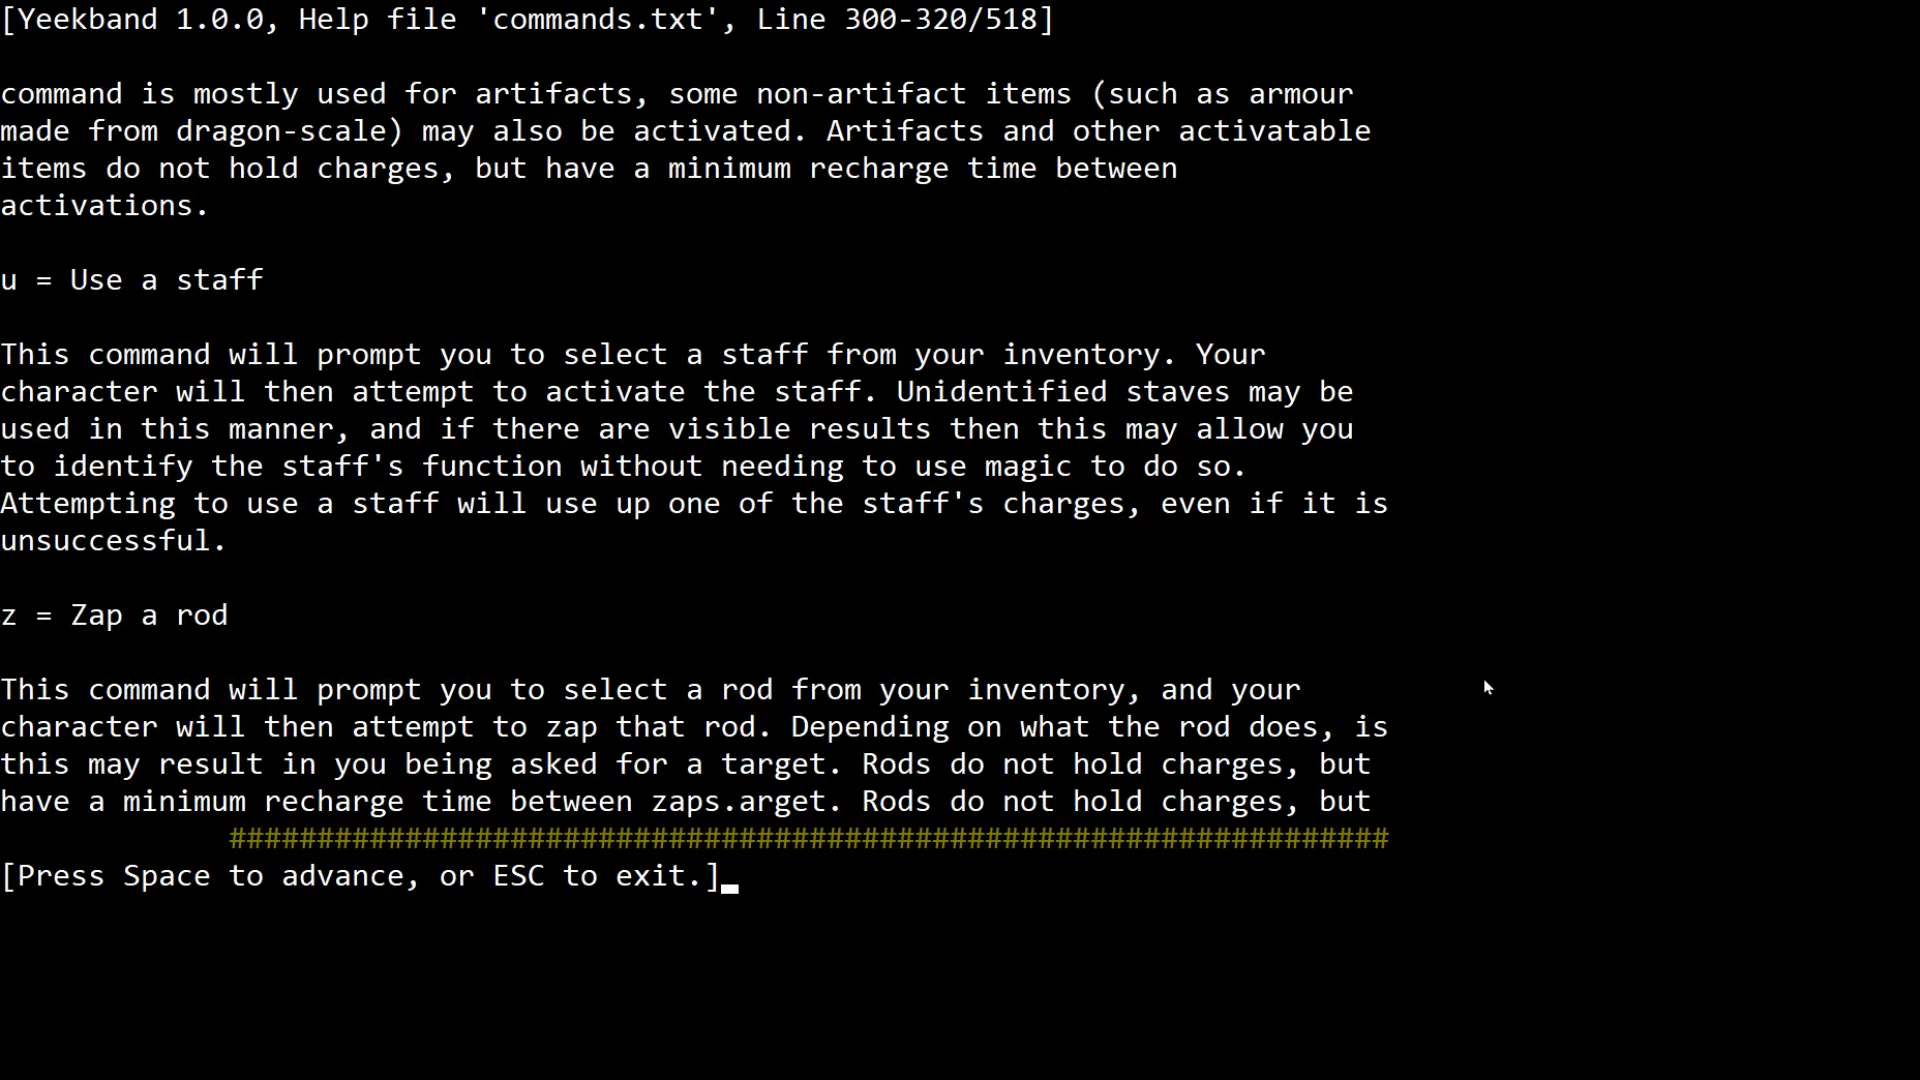 [Yeekband 1.0.0, Help file 'commands.txt', Line 300-320/518]
command is mostly used for artifacts, some non-artifact items (such as armour
made from dragon-scale) may also be activated. Artifacts and other activatable
items do not hold charges, but have a minimum recharge time between
activations.
u = Use a staff
This command will prompt you to select a staff from your inventory. Your
character will then attempt to activate the staff. Unidentified staves may be
used in this manner, and if there are visible results then this may allow you
to identify the staff's function without needing to use magic to do so.
Attempting to use a staff will use up one of the staff's charges, even if it is
unsuccessful.
z = Zap a rod
This command will prompt you to select a rod from your inventory, and your
character will then attempt to zap that rod. Depending on what the rod does, is
this may result in you being asked for a target. Rods do not hold charges, but
have a minimum recharge time between zaps.arget. Rods do not hold charges, but
##################################################################
[Press Space to advance, or ESC to exit.]